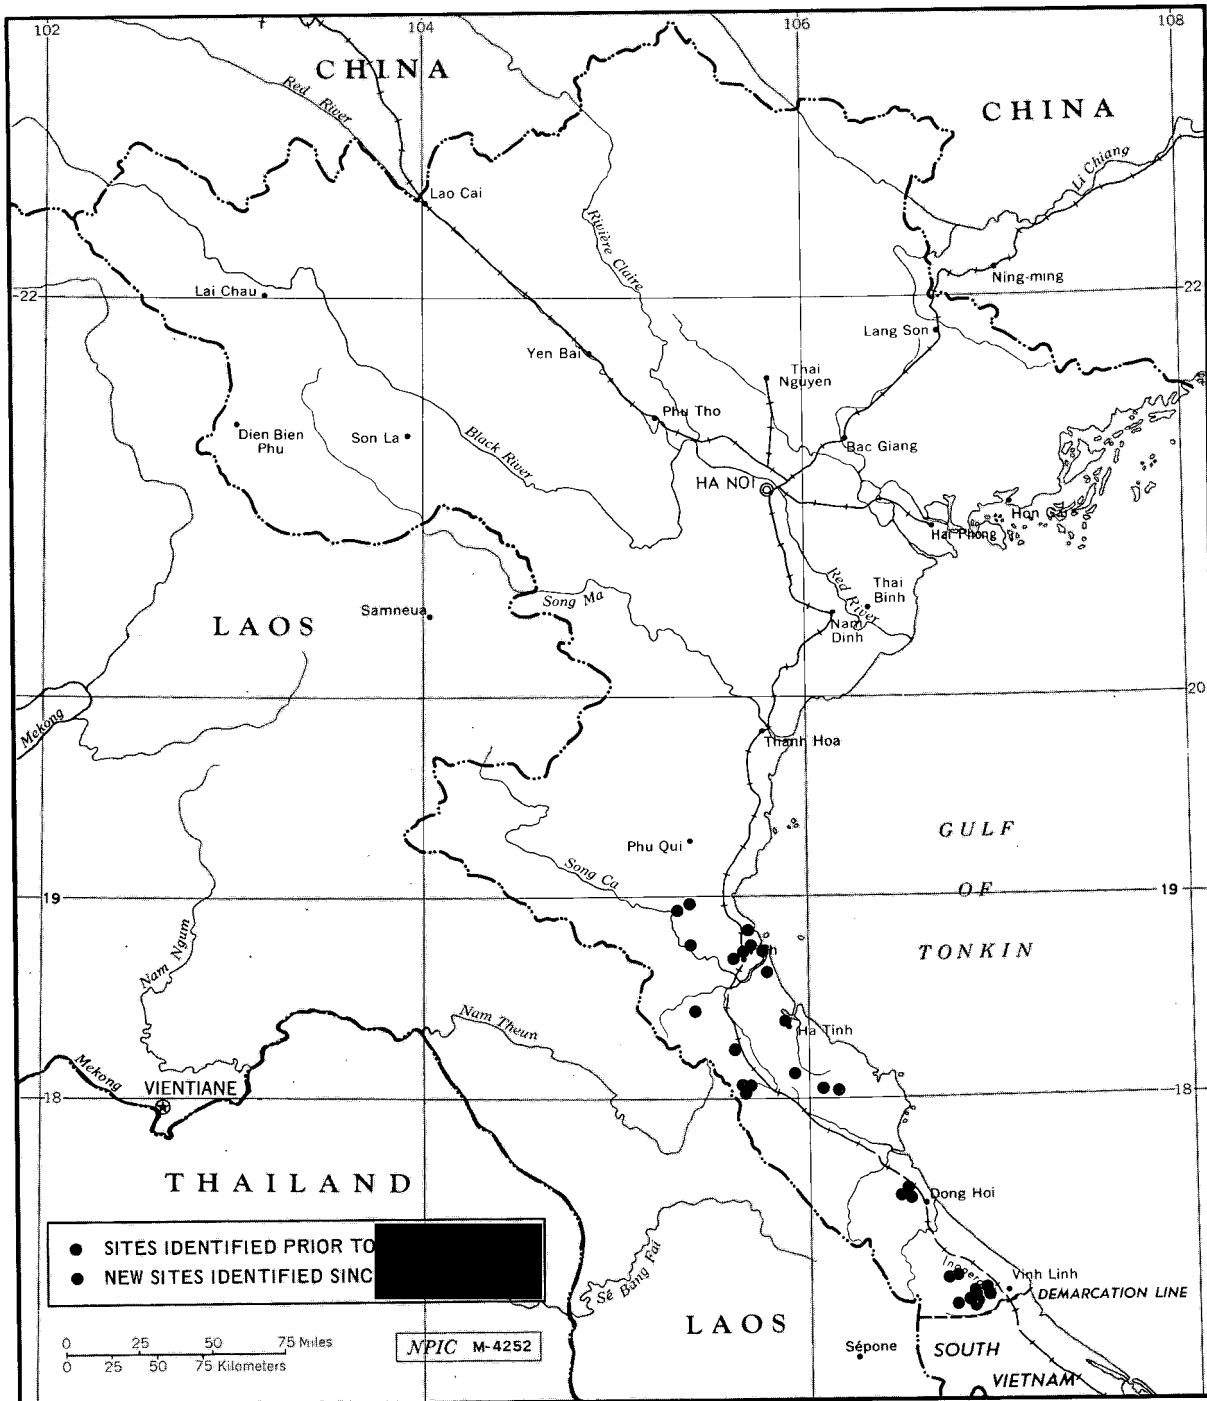 102
104
106
108
CHINA
Red River
CHINA
Li Chiang
Lao Cai
Rivière Claire
Ning-ming
22
Lai Chau
22
Lang Son
Yen Bai
Thai
Nguyen
Phu Tho
Dien Bien
Phu
Son La
Black River
Bac Giang
HA NOI
Hon
Hai Phong
Red River
Thai
Binh
Song Ma
Samneua
Nam
Dinh
LAOS
20
Mekong
Thanh Hoa
GULF
OF
TONKIN
Phu Qui
Song Ca
19
19
Nam Ngum
Nam Theun
Ha Tinh
Mekong
VIENTIANE
18
18
THAILAND
Dong Hoi
SITES IDENTIFIED PRIOR TO
NEW SITES IDENTIFIED SINC
Sé Bang Fai
Vinh Linh
DEMARCATION LINE
LAOS
Sépone
SOUTH
VIETNAM
0 25 50 75 Miles
0 25 50 75 Kilometers
NPIC M-4252